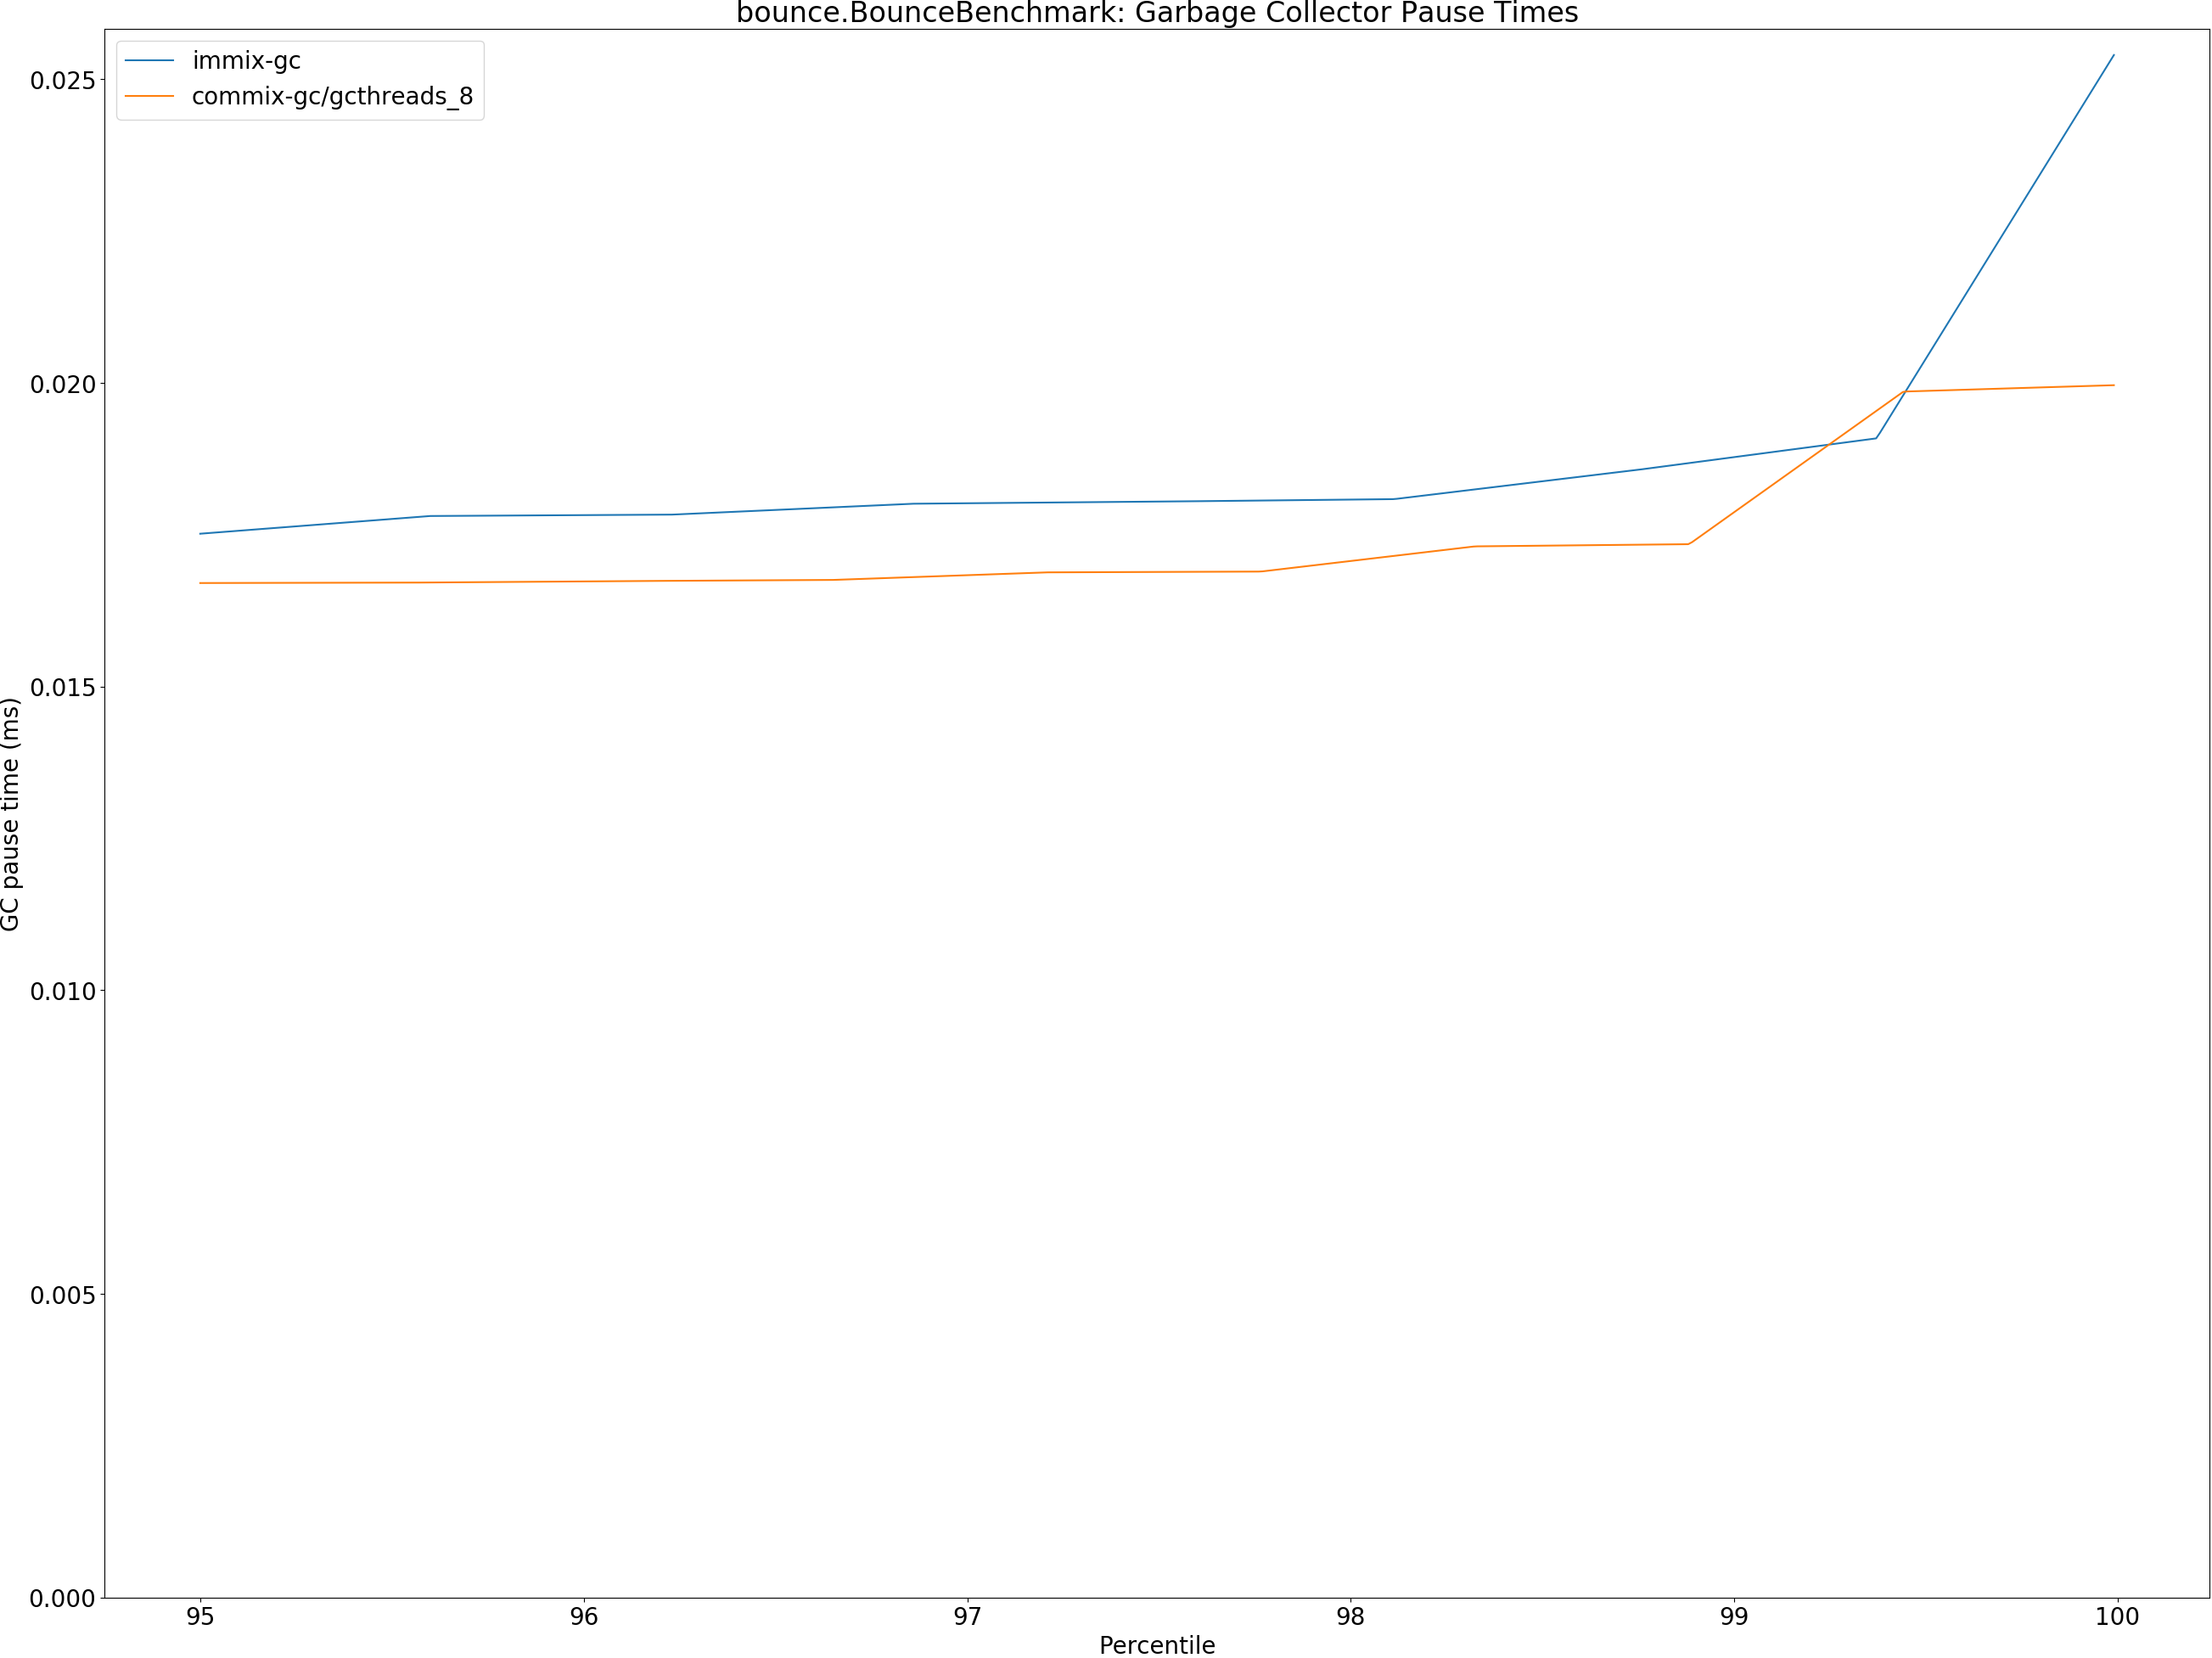 bounce.BounceBenchmark: Garbage Collector Pause Times
immix-gc
commix-gc/gcthreads_8
GC pause time (ms)
0.025
0.020
0.015
0.010
0.005
0.000
95 96 97 98 99 100
Percentile